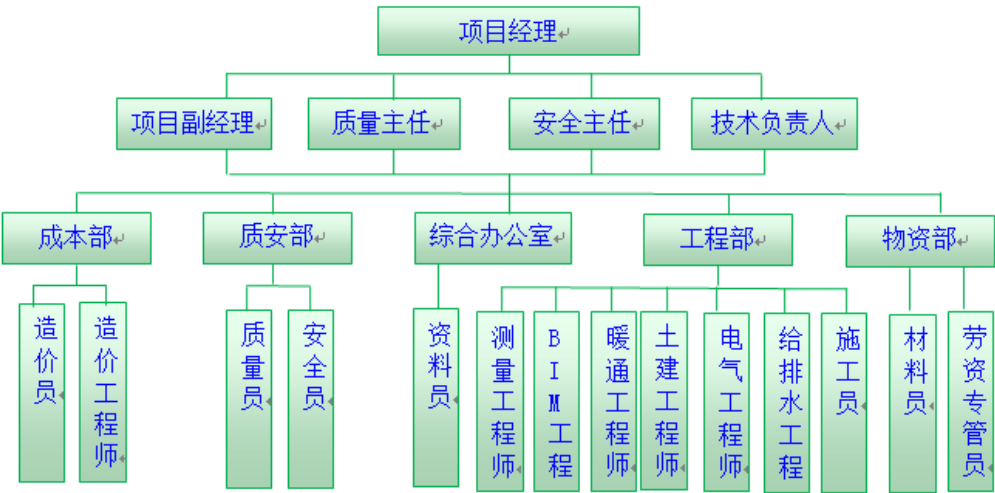 项目经理
项目副经理
质量主任
安全主任
技术负责人
成本部
质安部
综合办公室
工程部
物资部
造价员
造价工程师
质量员
安全员
资料员
测量工程师
BIM工程
暖通工程师
土建工程师
电气工程师
给排水工程
施工员
材料员
劳资专管员